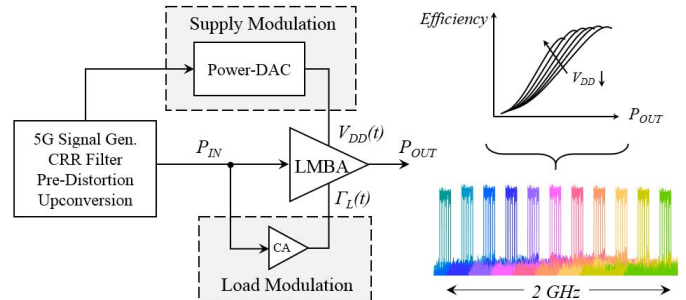 Supply Modulation
Power-DAC
5G Signal Gen.
CRR Filter
Pre-Distortion
Upconversion
P_IN
V_DD(t)
LMBA
P_OUT
Γ_L(t)
CA
Load Modulation
Efficiency
V_DD ↓
P_OUT
2 GHz